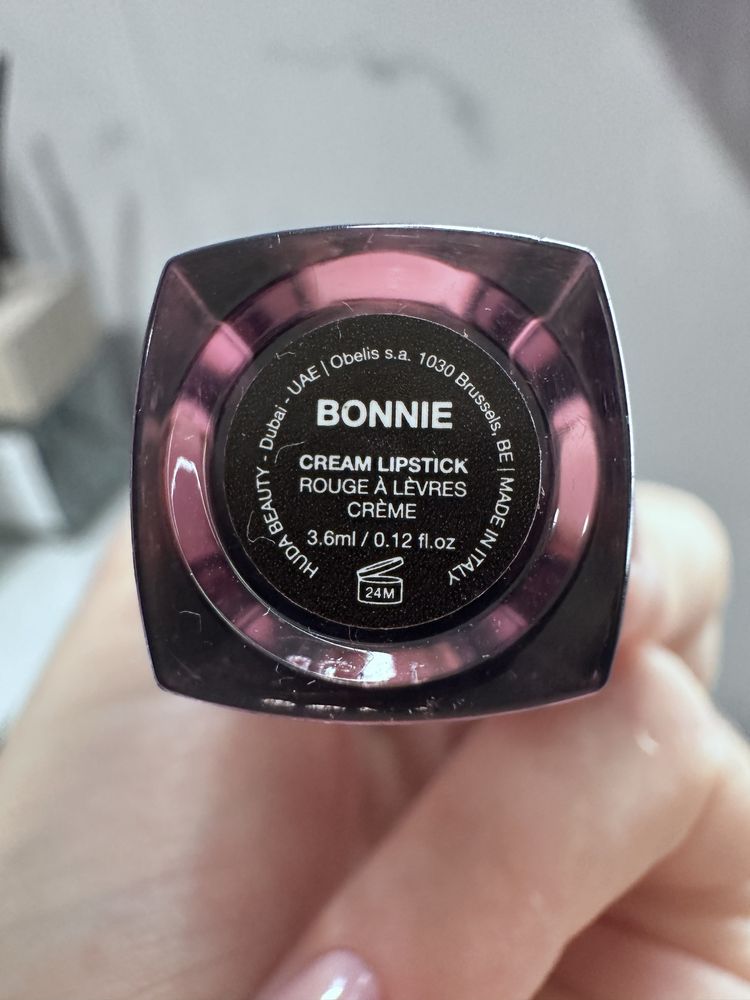 HUDA BEAUTY - Dubai - UAE | Obelis s.a. 1030 Brussels, BE | MADE IN ITALY
BONNIE
CREAM LIPSTICK
ROUGE À LÈVRES
CRÈME
3.6ml / 0.12 fl.oz
24M